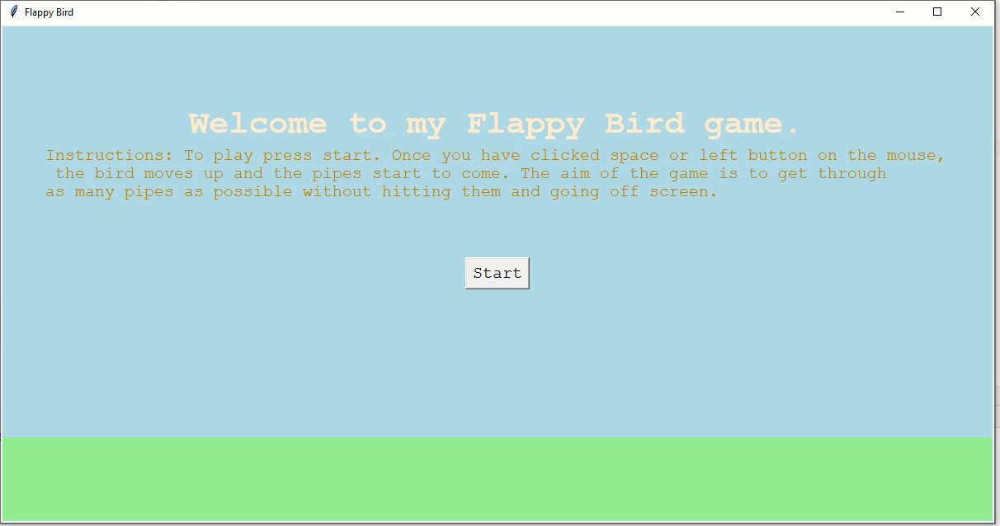 Flappy Bird
Welcome to my Flappy Bird game.
Instructions: To play press start. Once you have clicked space or left button on the mouse,
the bird moves up and the pipes start to come. The aim of the game is to get through
as many pipes as possible without hitting them and going off screen.
Start